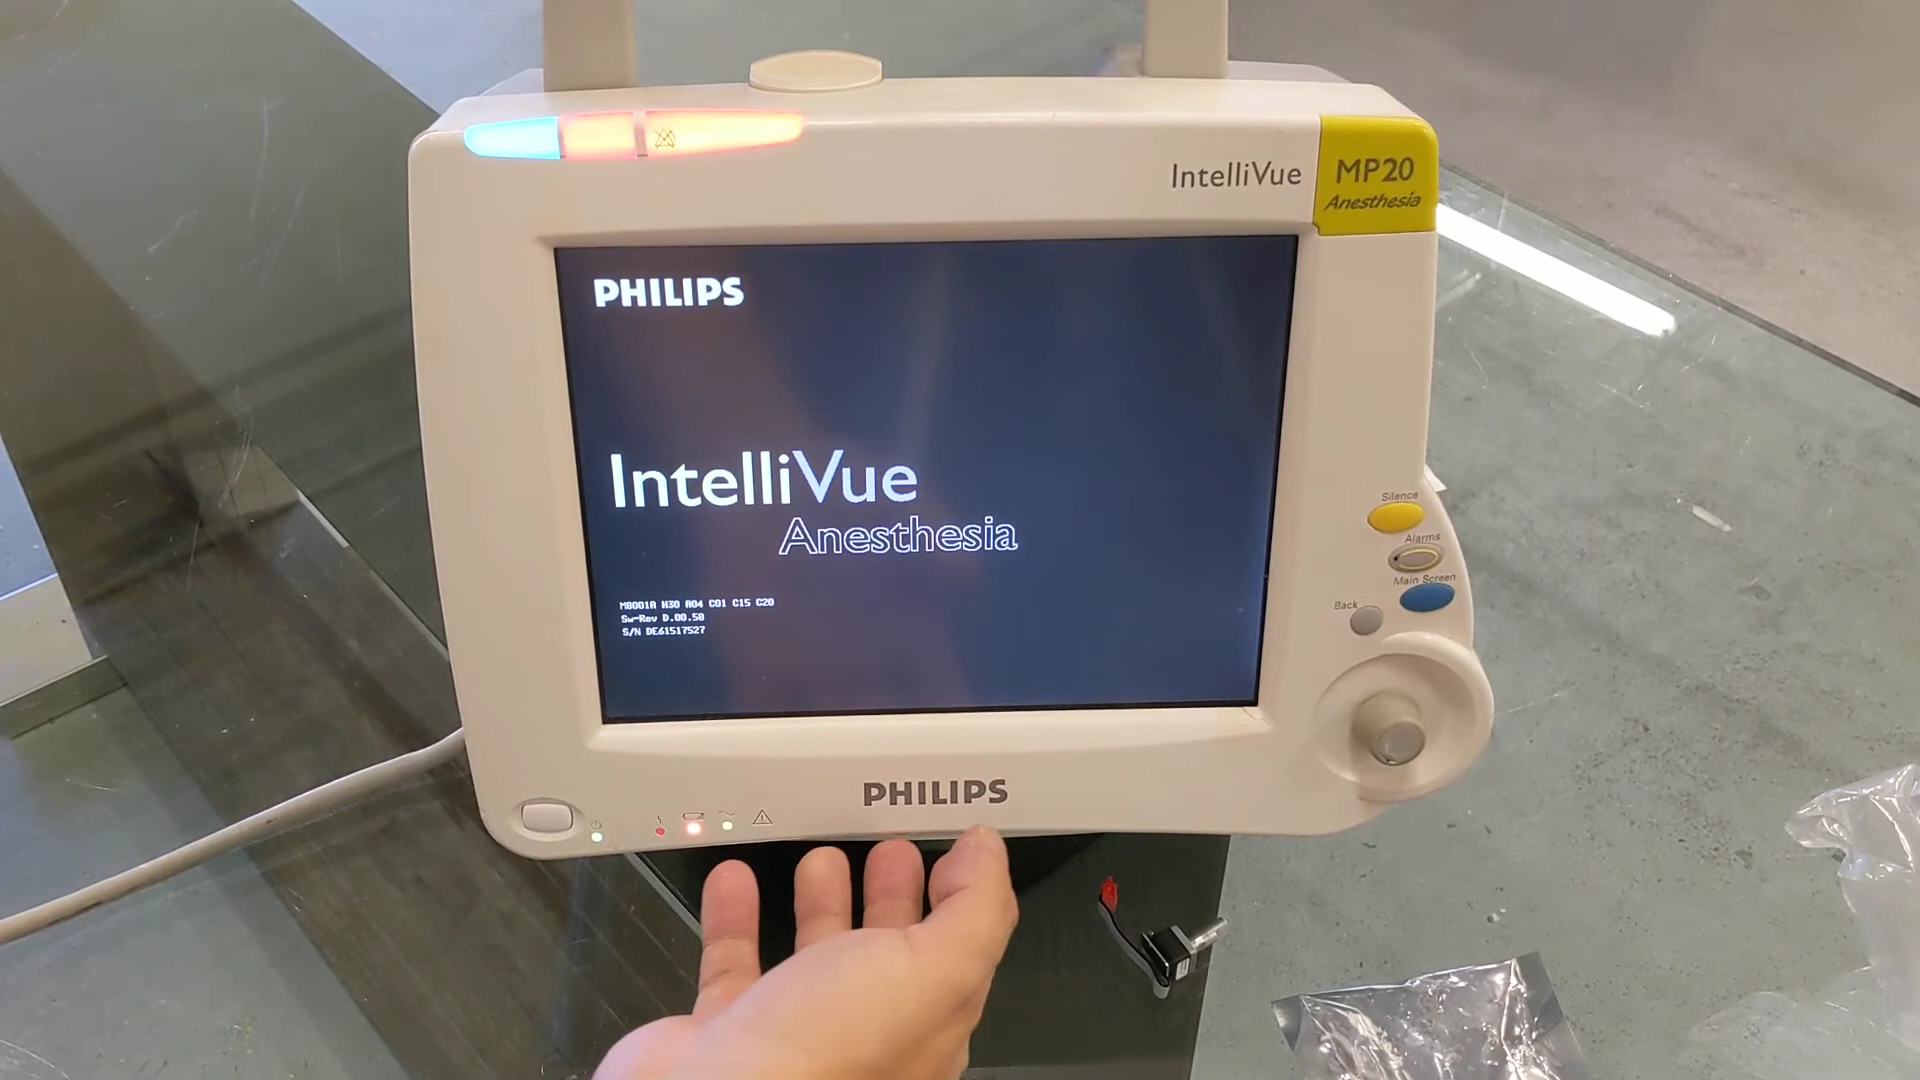 IntelliVue
MP20
Anesthesia
PHILIPS
IntelliVue
Anesthesia
M8001A H30 A04 C01 C15 C20
Sw-Rev D.00.58
S/N DE61517527
Silence
Alarms
Main Screen
Back
PHILIPS